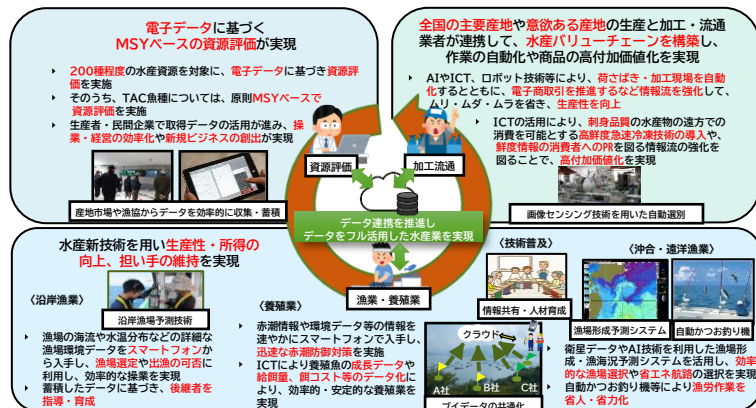 電子データに基づく
MSYベースの資源評価が実現
200種程度の水産資源を対象に、電子データに基づき資源評
価を実施
そのうち、TAC魚種については、原則MSYベースで
資源評価を実施
生産者・民間企業で取得データの活用が進み、操
業・経営の効率化や新規ビジネスの創出が実現
産地市場や漁協からデータを効率的に収集・蓄積
全国の主要産地や意欲ある産地の生産と加工・流通
業者が連携して、水産バリューチェーンを構築し、
作業の自動化や商品の高付加価値化を実現
AIやICT、ロボット技術等により、荷さばき・加工現場を自動
化するとともに、電子商取引を推進するなど情報流を強化して、
ムリ・ムダ・ムラを省き、生産性を向上
ICTの活用により、刺身品質の水産物の遠方での
消費を可能とする高鮮度急速冷凍技術の導入や、
鮮度情報の消費者へのPRを図る情報流の強化を
図ることで、高付加価値化を実現
画像センシング技術を用いた自動選別
資源評価
加工流通
データ連携を推進し
データをフル活用した水産業を実現
漁業・養殖業
水産新技術を用い生産性・所得の
向上、担い手の維持を実現
〈沿岸漁業〉
沿岸漁場予測技術
漁場の海流や水温分布などの詳細な
漁場環境データをスマートフォンか
ら入手し、漁場選定や出漁の可否に
利用し、効率的な操業を実現
蓄積したデータに基づき、後継者を
指導・育成
〈養殖業〉
赤潮情報や環境データ等の情報を
速やかにスマートフォンで入手し、
迅速な赤潮防御対策を実施
ICTにより養殖魚の成長データや
給餌量、餌コスト等のデータ化に
より、効率的・安定的な養殖業を
実現
〈技術普及〉
情報共有・人材育成
クラウド
A社
B社
C社
ブイデータの共通化
〈沖合・遠洋漁業〉
漁場形成予測システム
自動かつお釣り機
衛星データやAI技術を利用した漁場形
成・漁海況予測システムを活用し、効率
的な漁場選択や省エネ航路の選択を実現
自動かつお釣り機等により漁労作業を
省人・省力化